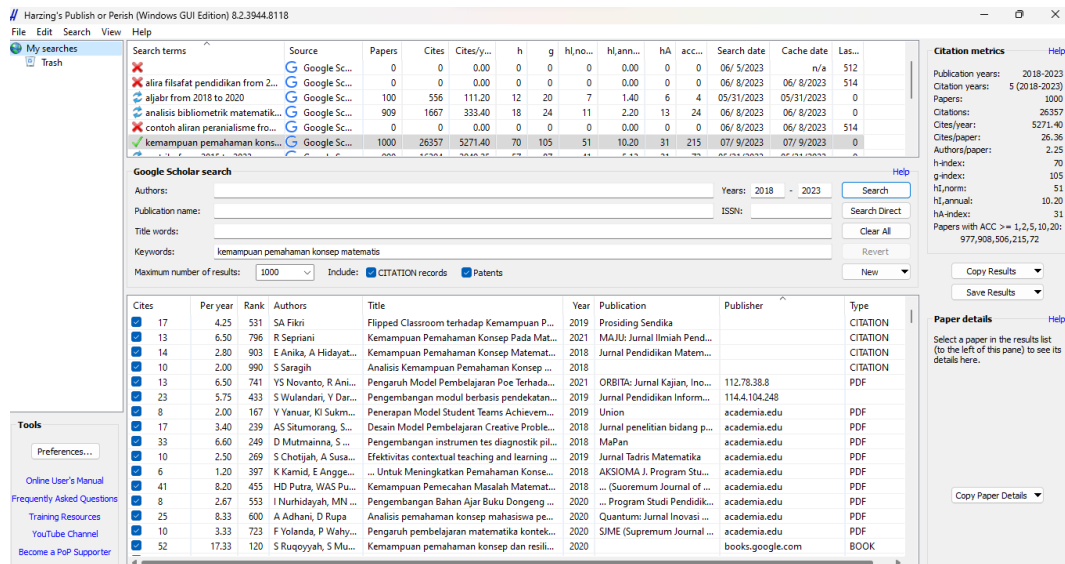 Harzing's Publish or Perish (Windows GUI Edition) 8.2.3944.8118
File Edit Search View Help
My searches
Trash
Search terms Source Papers Cites Cites/y... h g hI,no... hI,ann... hA acc... Search date Cache date Las...
Google Sc... 0 0 0.00 0 0 0 0.00 0 0 06/ 5/2023 n/a 512
alira filsafat pendidikan from 2... Google Sc... 0 0 0.00 0 0 0 0.00 0 0 06/ 8/2023 06/ 8/2023 514
aljabr from 2018 to 2020 Google Sc... 100 556 111.20 12 20 7 1.40 6 4 05/31/2023 05/31/2023 0
analisis bibliometrik matematik... Google Sc... 909 1667 333.40 18 24 11 2.20 13 24 06/ 8/2023 06/ 8/2023 0
contoh aliran peranialisme fro... Google Sc... 0 0 0.00 0 0 0 0.00 0 0 06/ 8/2023 06/ 8/2023 514
kemampuan pemahaman kons... Google Sc... 1000 26357 5271.40 70 105 51 10.20 31 215 07/ 9/2023 07/ 9/2023 0
Google Scholar search Help
Authors: Years: 2018 - 2023 Search
Publication name: ISSN: Search Direct
Title words: Clear All
Keywords: kemampuan pemahaman konsep matematis Revert
Maximum number of results: 1000 Include: CITATION records Patents New
Cites Per year Rank Authors Title Year Publication Publisher Type
17 4.25 531 SA Fikri Flipped Classroom terhadap Kemampuan P... 2019 Prosiding Sendika CITATION
13 6.50 796 R Sepriani Kemampuan Pemahaman Konsep Pada Mat... 2021 MAJU: Jurnal Ilmiah Pend... CITATION
14 2.80 903 E Anika, A Hidayat... Kemampuan Pemahaman Konsep Matemat... 2018 Jurnal Pendidikan Matem... CITATION
10 2.00 990 S Saragih Analisis Kemampuan Pemahaman Konsep ... 2018 CITATION
13 6.50 741 YS Novanto, R Ani... Pengaruh Model Pembelajaran Poe Terhada... 2021 ORBITA: Jurnal Kajian, Ino... 112.78.38.8 PDF
23 5.75 433 S Wulandari, Y Dar... Pengembangan modul berbasis pendekatan... 2019 Jurnal Pendidikan Inform... 114.4.104.248
8 2.00 167 Y Yanuar, KI Sukm... Penerapan Model Student Teams Achievem... 2019 Union academia.edu PDF
17 3.40 239 AS Situmorang, S... Desain Model Pembelajaran Creative Proble... 2018 Jurnal penelitian bidang p... academia.edu PDF
33 6.60 249 D Mutmainna, S ... Pengembangan instrumen tes diagnostik pil... 2018 MaPan academia.edu PDF
10 2.50 269 S Chotijah, A Susa... Efektivitas contextual teaching and learning ... 2019 Jurnal Tadris Matematika academia.edu PDF
6 1.20 397 K Kamid, E Angge... ... Untuk Meningkatkan Pemahaman Konse... 2018 AKSIOMA J. Program Stu... academia.edu PDF
41 8.20 455 HD Putra, WAS Pu... Kemampuan Pemecahan Masalah Matemat... 2018 ... (Suoremum Journal of ... academia.edu PDF
8 2.67 553 I Nurhidayah, MN ... Pengembangan Bahan Ajar Buku Dongeng ... 2020 ... Program Studi Pendidik... academia.edu PDF
25 8.33 600 A Adhani, D Rupa Analisis pemahaman konsep mahasiswa pe... 2020 Quantum: Jurnal Inovasi ... academia.edu PDF
10 3.33 723 F Yolanda, P Wahy... Pengaruh pembelajaran matematika kontek... 2020 SJME (Supremum Journal ... academia.edu PDF
52 17.33 120 S Ruqoyyah, S Mu... Kemampuan pemahaman konsep dan resili... 2020 books.google.com BOOK
Tools
Preferences...
Online User's Manual
Frequently Asked Questions
Training Resources
YouTube Channel
Become a PoP Supporter
Citation metrics Help
Publication years: 2018-2023
Citation years: 5 (2018-2023)
Papers: 1000
Citations: 26357
Cites/year: 5271.40
Cites/paper: 26.36
Authors/paper: 2.25
h-index: 70
g-index: 105
hI,norm: 51
hI,annual: 10.20
hA-index: 31
Papers with ACC >= 1,2,5,10,20:
977,908,506,215,72
Copy Results
Save Results
Paper details Help
Select a paper in the results list
(to the left of this pane) to see its
details here.
Copy Paper Details